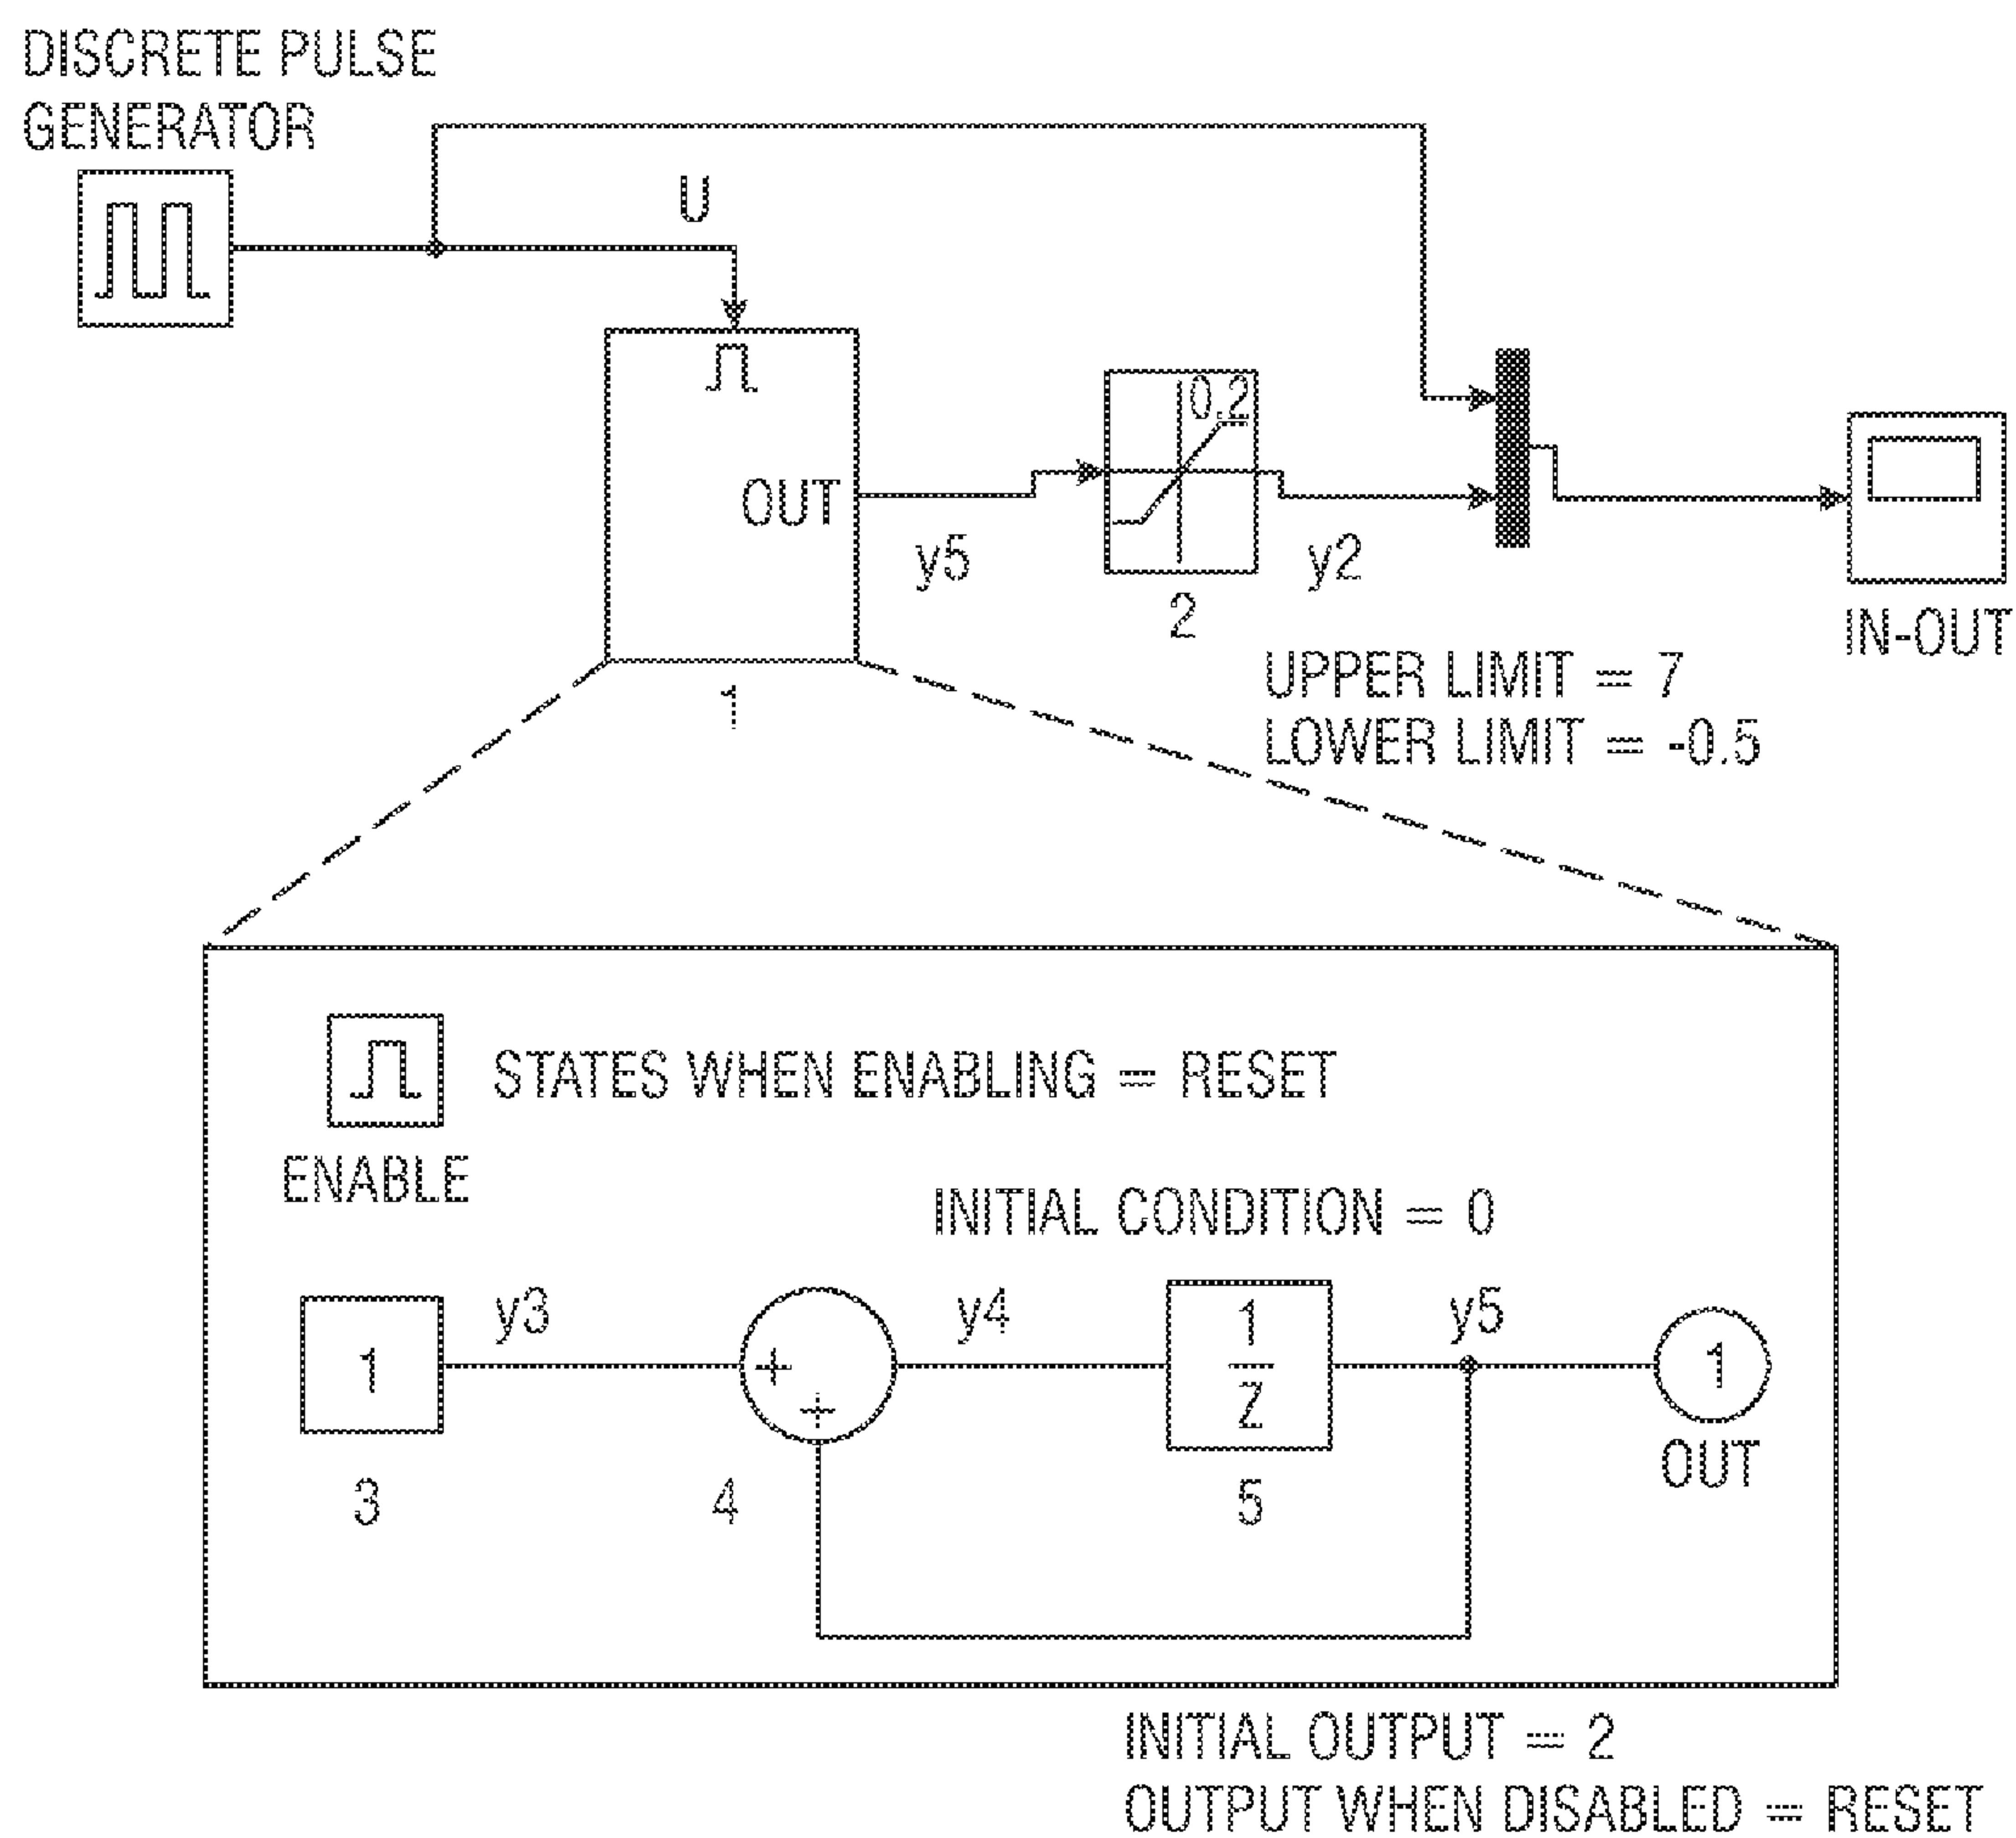 DISCRETE PULSE
GENERATOR
U
0.2
OUT
y5
y2
2
1
IN-OUT
UPPER LIMIT = 7
LOWER LIMIT = -0.5
STATES WHEN ENABLING = RESET
ENABLE
INITIAL CONDITION = 0
y3
y4
y5
1
+
+
1
Z
1
OUT
3
4
5
INITIAL OUTPUT = 2
OUTPUT WHEN DISABLED = RESET